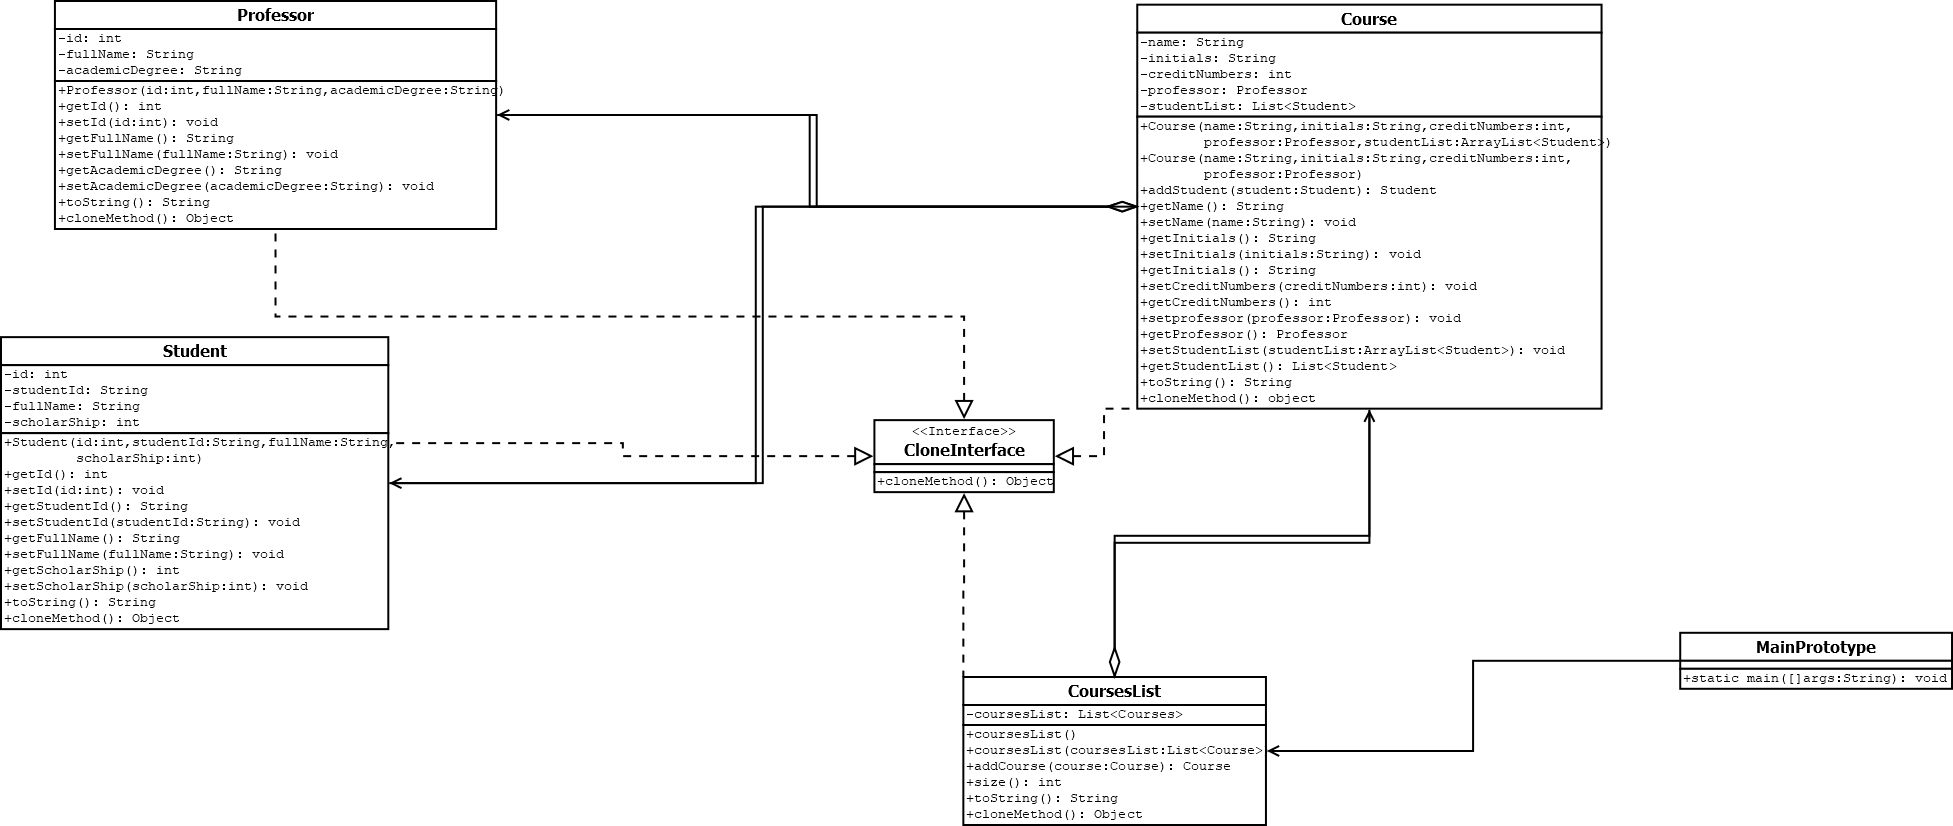 Professor
-id: int
-fullName: String
-academicDegree: String
+Professor(id:int,fullName:String,academicDegree:String)
+getId(): int
+setId(id:int): void
+getFullName(): String
+setFullName(fullName:String): void
+getAcademicDegree(): String
+setAcademicDegree(academicDegree:String): void
+toString(): String
+cloneMethod(): Object
Course
-name: String
-initials: String
-creditNumbers: int
-professor: Professor
-studentList: List<Student>
+Course(name:String,initials:String,creditNumbers:int,
professor:Professor,studentList:ArrayList<Student>)
+Course(name:String,initials:String,creditNumbers:int,
professor:Professor)
+addStudent(student:Student): Student
+getName(): String
+setName(name:String): void
+getInitials(): String
+setInitials(initials:String): void
+getInitials(): String
+setCreditNumbers(creditNumbers:int): void
+getCreditNumbers(): int
+setprofessor(professor:Professor): void
+getProfessor(): Professor
+setStudentList(studentList:ArrayList<Student>): void
+getStudentList(): List<Student>
+toString(): String
+cloneMethod(): object
Student
-id: int
-studentId: String
-fullName: String
-scholarShip: int
+Student(id:int,studentId:String,fullName:String,
scholarShip:int)
+getId(): int
+setId(id:int): void
+getStudentId(): String
+setStudentId(studentId:String): void
+getFullName(): String
+setFullName(fullName:String): void
+getScholarShip(): int
+setScholarShip(scholarShip:int): void
+toString(): String
+cloneMethod(): Object
<<Interface>>
CloneInterface
+cloneMethod(): Object
CoursesList
-coursesList: List<Courses>
+coursesList()
+coursesList(coursesList:List<Course>
+addCourse(course:Course): Course
+size(): int
+toString(): String
+cloneMethod(): Object
MainPrototype
+static main([]args:String): void